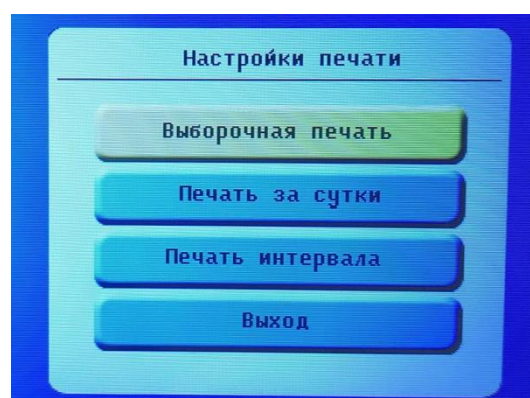 Настройки печати
Выборочная печать
Печать за сутки
Печать интервала
Выход